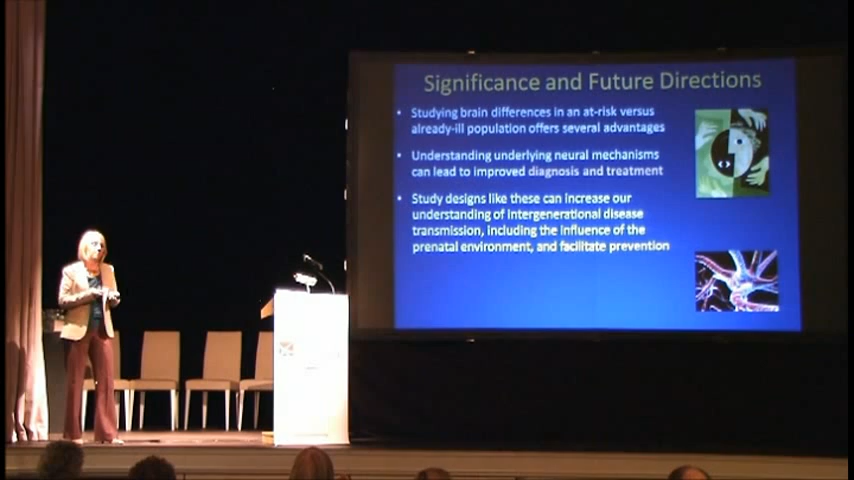 Significance and Future Directions
• Studying brain differences in an at-risk versus
already-ill population offers several advantages
• Understanding underlying neural mechanisms
can lead to improved diagnosis and treatment
• Study designs like these can increase our
understanding of intergenerational disease
transmission, including the influence of the
prenatal environment, and facilitate prevention